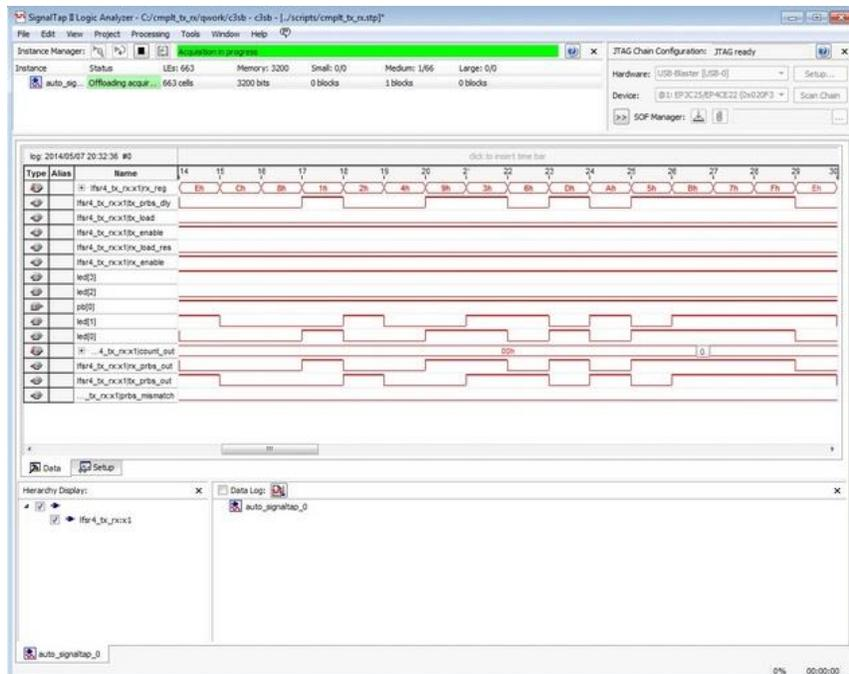 SignalTap II Logic Analyzer - C:/cmplt_tx_rx/qwork/c3sb - c3sb - [../scripts/cmplt_tx_rx.stp]*
File Edit View Project Processing Tools Window Help
Instance Manager: Acquisition in progress
JTAG Chain Configuration: JTAG ready
Instance Status LEs: 663 Memory: 3200 Small: 0/0 Medium: 1/66 Large: 0/0
auto_sig... Offloading acquir... 663 cells 3200 bits 0 blocks 1 blocks 0 blocks
Hardware: USB-Blaster [USB-0] Setup...
Device: @1: EP3C25/EP4CE22 (0x020F3 Scan Chain
>> SOF Manager: ...
log: 2014/05/07 20:32:36 #0 click to insert time bar
Type Alias Name 14 15 16 17 18 19 20 21 22 23 24 25 26 27 28 29 30
lfsr4_tx_rx:x1|rx_reg Eh Ch 8h 1h 2h 4h 9h 3h 6h Dh Ah 5h Bh 7h Fh Eh
lfsr4_tx_rx:x1|tx_prbs_dly
lfsr4_tx_rx:x1|tx_load
lfsr4_tx_rx:x1|tx_enable
lfsr4_tx_rx:x1|rx_load_res
lfsr4_tx_rx:x1|rx_enable
led[3]
led[2]
pb[0]
led[1]
led[0]
...4_tx_rx:x1|count_out 00h 0
lfsr4_tx_rx:x1|rx_prbs_out
lfsr4_tx_rx:x1|tx_prbs_out
..._tx_rx:x1|prbs_mismatch
Data Setup
Hierarchy Display: Data Log:
auto_signaltap_0
lfsr4_tx_rx:x1
auto_signaltap_0
0% 00:00:00